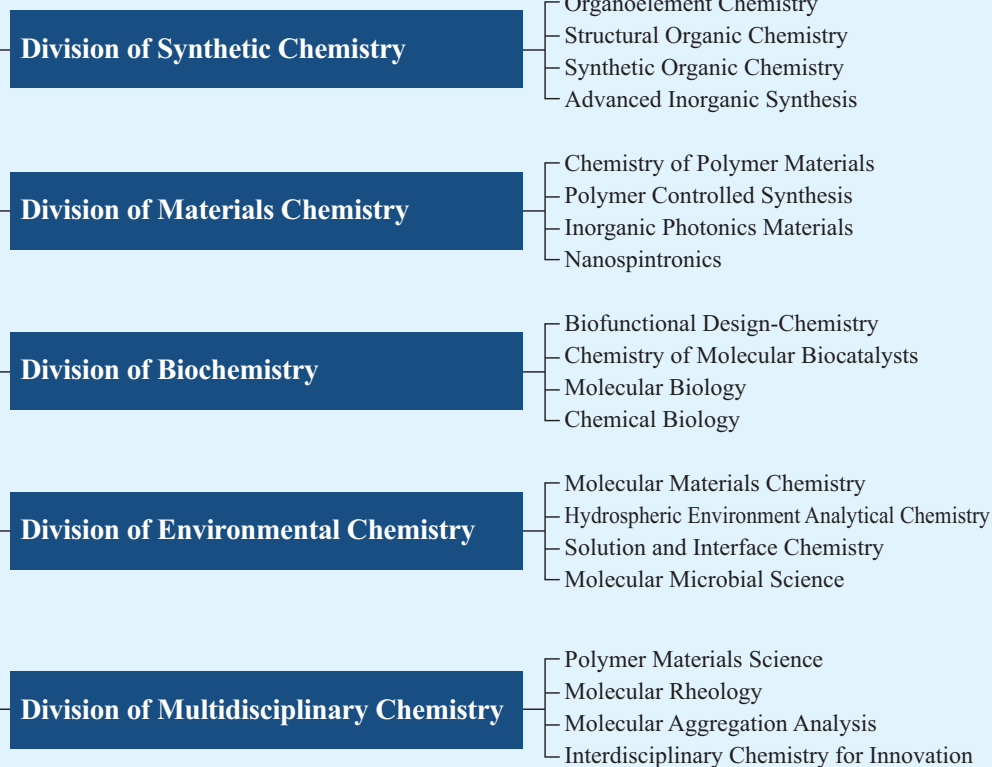 Division of Synthetic Chemistry
Organoelement Chemistry
Structural Organic Chemistry
Synthetic Organic Chemistry
Advanced Inorganic Synthesis
Division of Materials Chemistry
Chemistry of Polymer Materials
Polymer Controlled Synthesis
Inorganic Photonics Materials
Nanospintronics
Division of Biochemistry
Biofunctional Design-Chemistry
Chemistry of Molecular Biocatalysts
Molecular Biology
Chemical Biology
Division of Environmental Chemistry
Molecular Materials Chemistry
Hydrospheric Environment Analytical Chemistry
Solution and Interface Chemistry
Molecular Microbial Science
Division of Multidisciplinary Chemistry
Polymer Materials Science
Molecular Rheology
Molecular Aggregation Analysis
Interdisciplinary Chemistry for Innovation